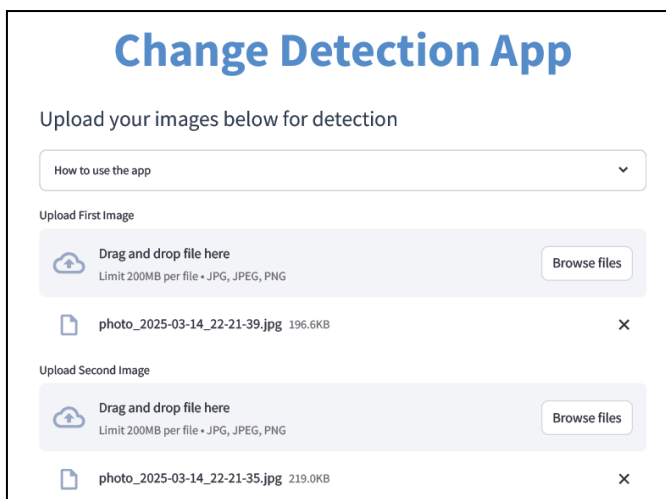 Change Detection App
Upload your images below for detection
How to use the app
Upload First Image
Drag and drop file here
Limit 200MB per file • JPG, JPEG, PNG
Browse files
photo_2025-03-14_22-21-39.jpg 196.6KB
Upload Second Image
Drag and drop file here
Limit 200MB per file • JPG, JPEG, PNG
Browse files
photo_2025-03-14_22-21-35.jpg 219.0KB